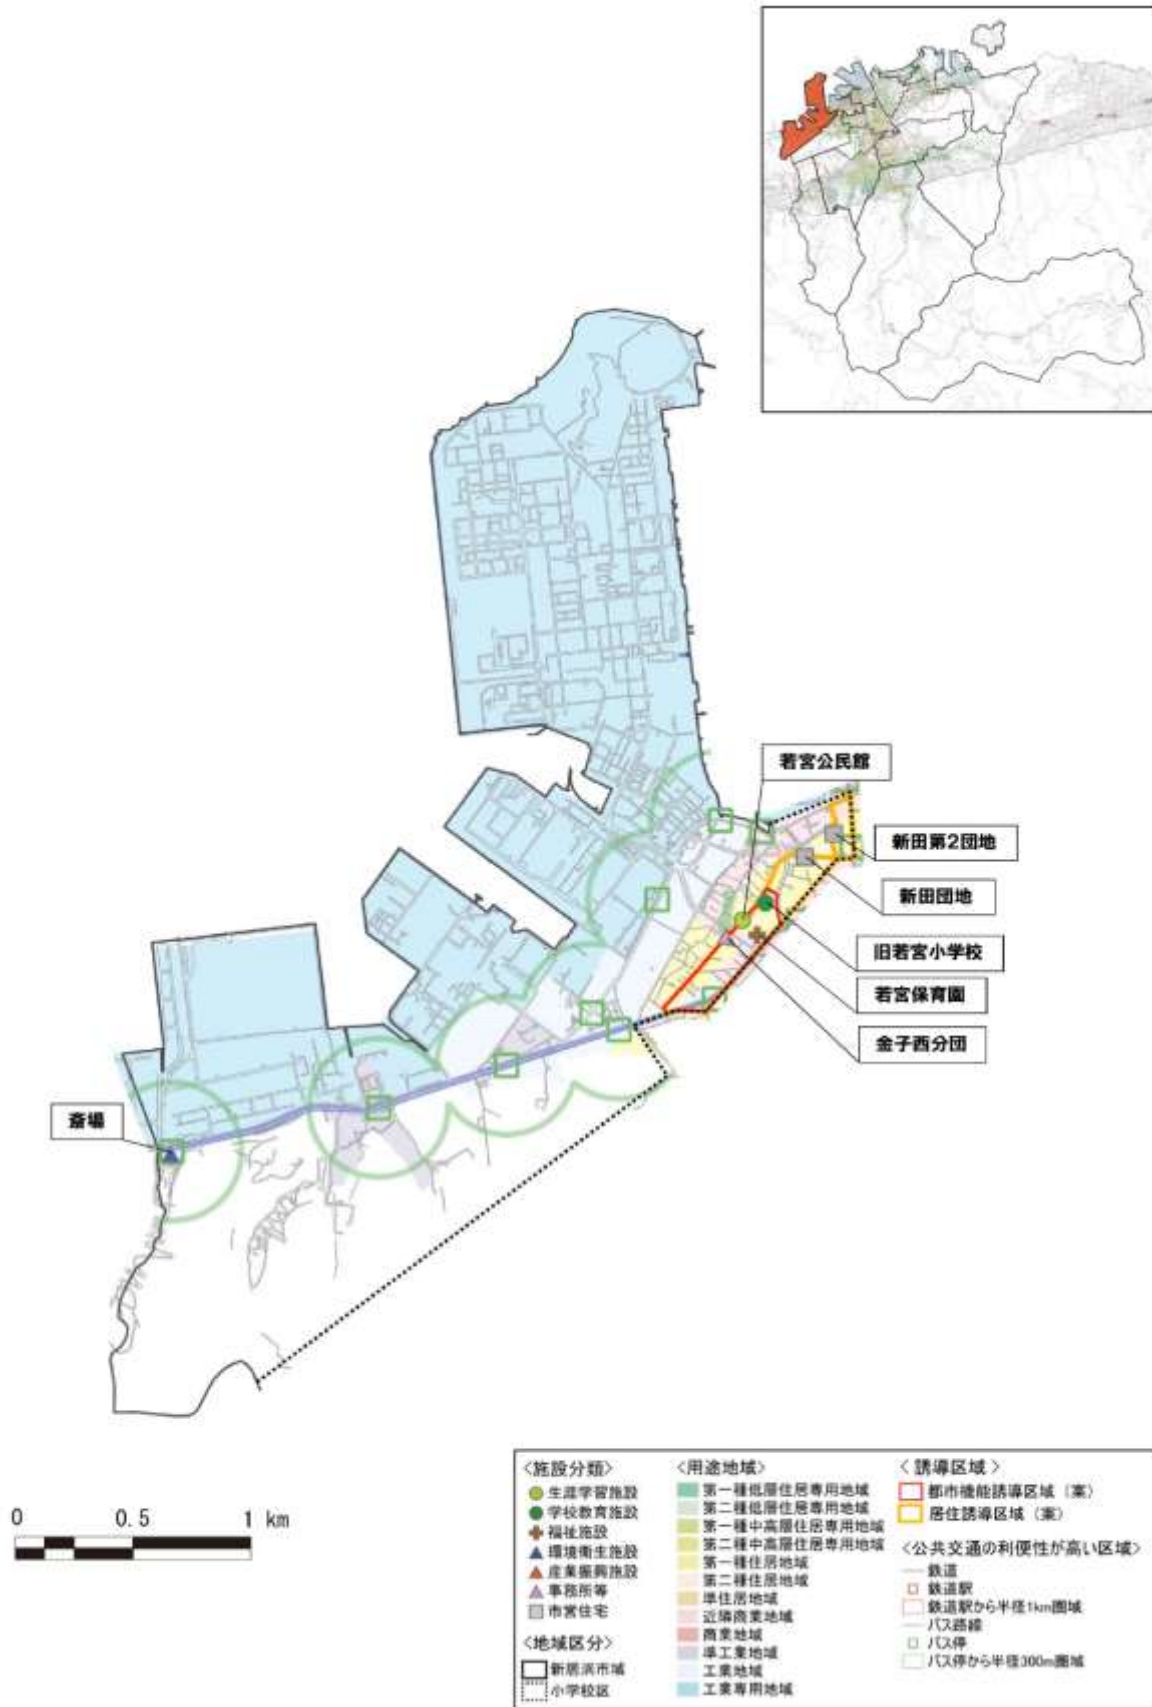 若宮公民館
新田第2団地
新田団地
旧若宮小学校
若宮保育園
金子西分団
斎場
0 0.5 1 km
〈施設分類〉
生涯学習施設
学校教育施設
福祉施設
環境衛生施設
産業振興施設
事務所等
市営住宅
〈地域区分〉
新居浜市域
小学校区
〈用途地域〉
第一種低層住居専用地域
第二種低層住居専用地域
第一種中高層住居専用地域
第二種中高層住居専用地域
第一種住居地域
第二種住居地域
準住居地域
近隣商業地域
商業地域
準工業地域
工業地域
工業専用地域
〈誘導区域〉
都市機能誘導区域（案）
居住誘導区域（案）
〈公共交通の利便性が高い区域〉
鉄道
鉄道駅
鉄道駅から半径1km圏域
バス路線
バス停
バス停から半径300m圏域